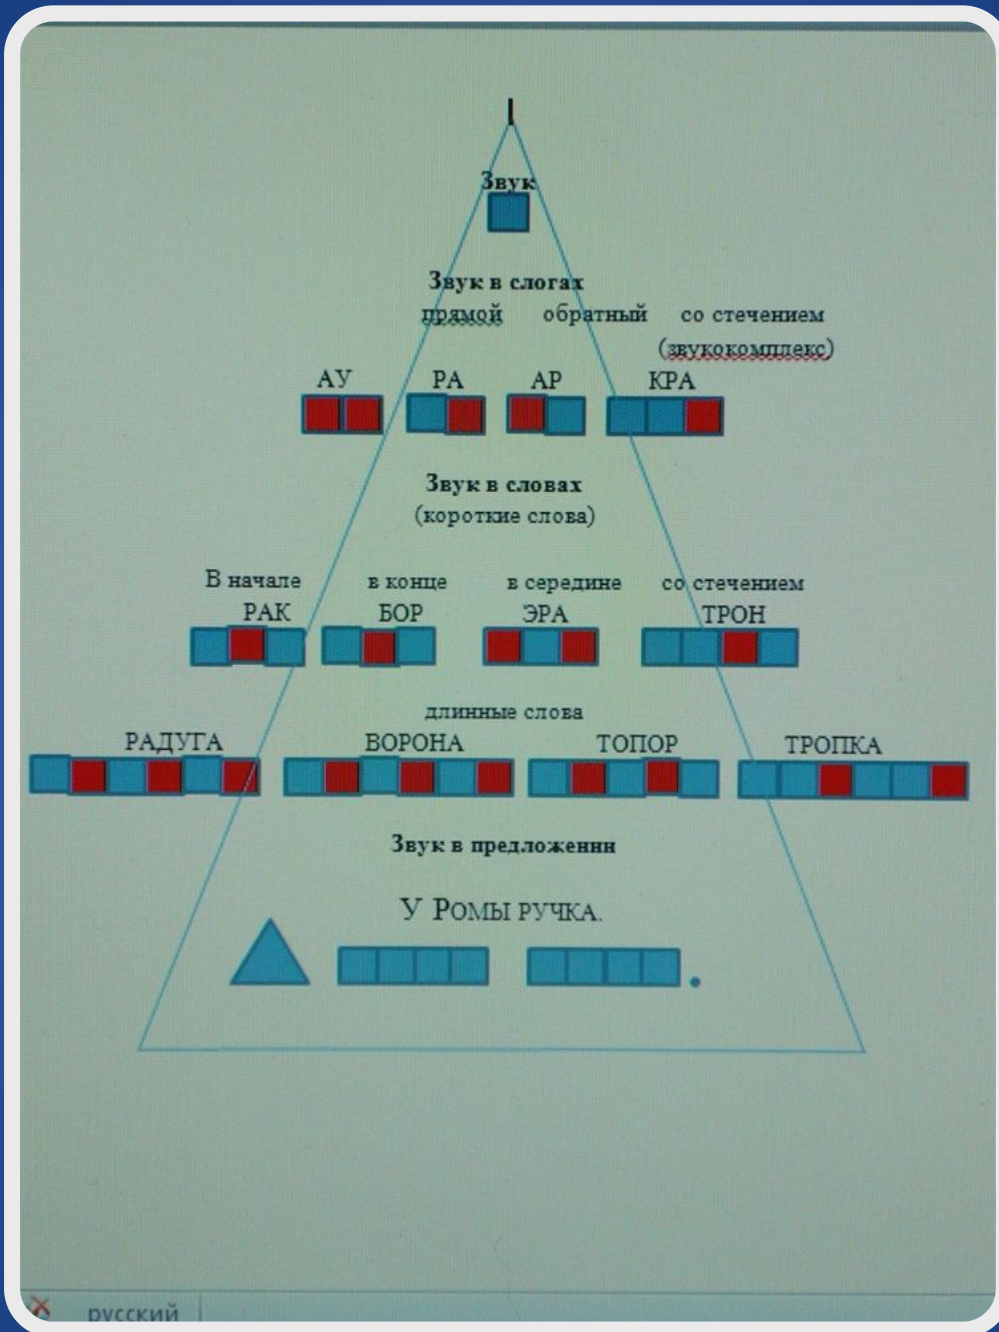 Звук
Звук в слогах
прямой обратный со стечением
(звукокомплекс)
АУ РА АР КРА
Звук в словах
(короткие слова)
В начале в конце в середине со стечением
РАК БОР ЭРА ТРОН
длинные слова
РАДУГА ВОРОНА ТОПОР ТРОПКА
Звук в предложении
У РОМЫ РУЧКА.
русский